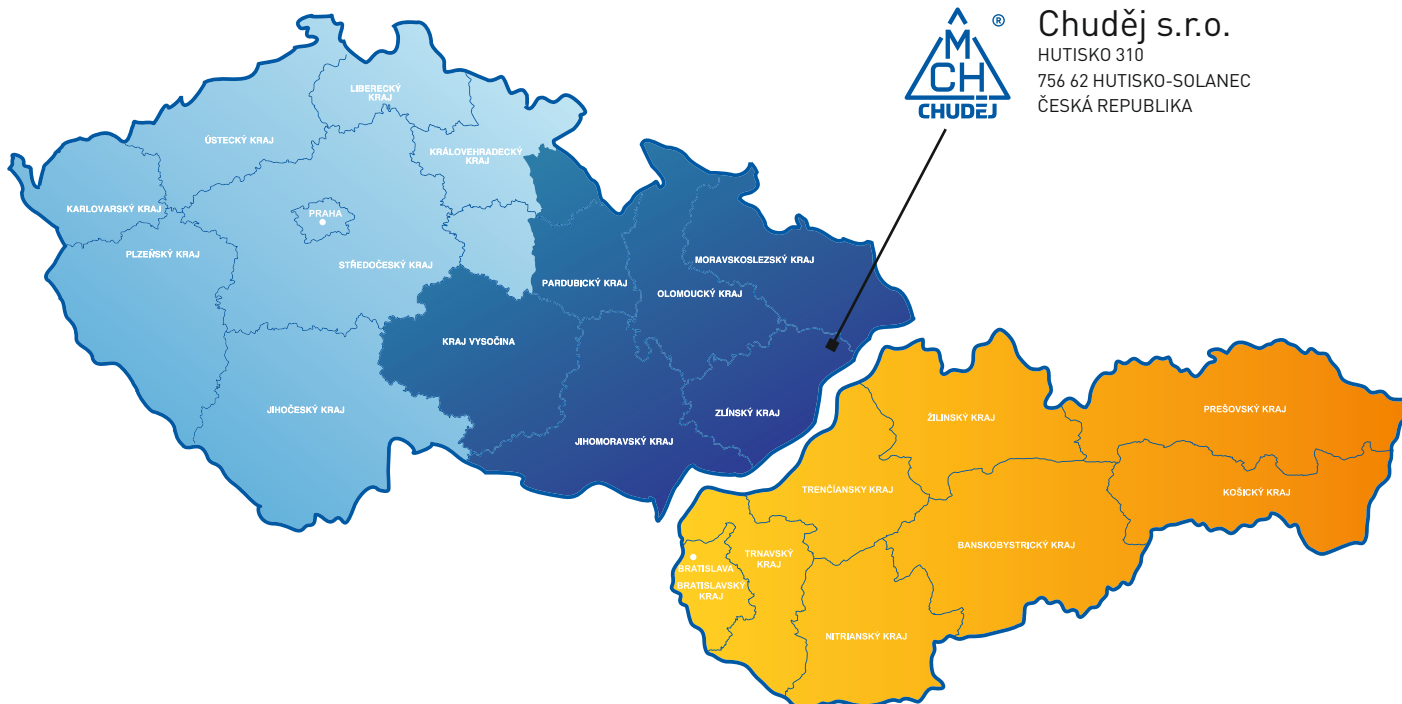 M
CH
CHUDĚJ
®
Chuděj s.r.o.
HUTISKO 310
756 62 HUTISKO-SOLANEC
ČESKÁ REPUBLIKA
LIBERECKÝ
KRAJ
ÚSTECKÝ KRAJ
KRÁLOVEHRADECKÝ
KRAJ
KARLOVARSKÝ KRAJ
PRAHA
PLZEŇSKÝ KRAJ
STŘEDOČESKÝ KRAJ
MORAVSKOSLEZSKÝ KRAJ
PARDUBICKÝ KRAJ
OLOMOUCKÝ KRAJ
KRAJ VYSOČINA
JIHOČESKÝ KRAJ
ZLÍNSKÝ KRAJ
JIHOMORAVSKÝ KRAJ
ŽILINSKÝ KRAJ
PREŠOVSKÝ KRAJ
TRENČÍANSKY KRAJ
KOŠICKÝ KRAJ
BANSKOBYSTRICKÝ KRAJ
TRNAVSKÝ
KRAJ
BRATISLAVA
BRATISLAVSKÝ
KRAJ
NITRIANSKÝ KRAJ